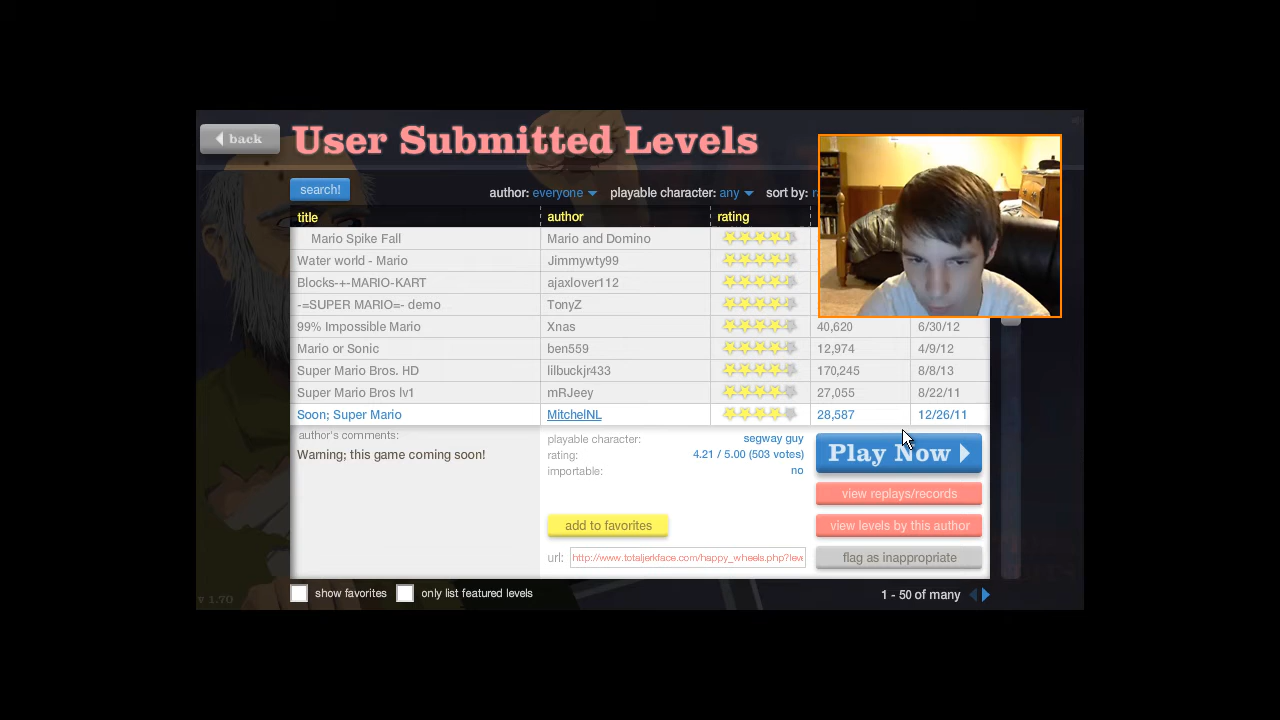 back
User Submitted Levels
search!
author: everyone playable character: any sort by:
title author rating
Mario Spike Fall Mario and Domino
Water world - Mario Jimmywty99
Blocks-+-MARIO-KART ajaxlover112
-=SUPER MARIO=- demo TonyZ
99% Impossible Mario Xnas 40,620 6/30/12
Mario or Sonic ben559 12,974 4/9/12
Super Mario Bros. HD lilbuckjr433 170,245 8/8/13
Super Mario Bros lv1 mRJeey 27,055 8/22/11
Soon; Super Mario MitchelNL 28,587 12/26/11
author's comments:
Warning; this game coming soon!
playable character: segway guy
rating: 4.21 / 5.00 (503 votes)
importable: no
add to favorites
url: http://www.totaljerkface.com/happy_wheels.php?leve
Play Now
view replays/records
view levels by this author
flag as inappropriate
show favorites only list featured levels
1 - 50 of many
v 1.70